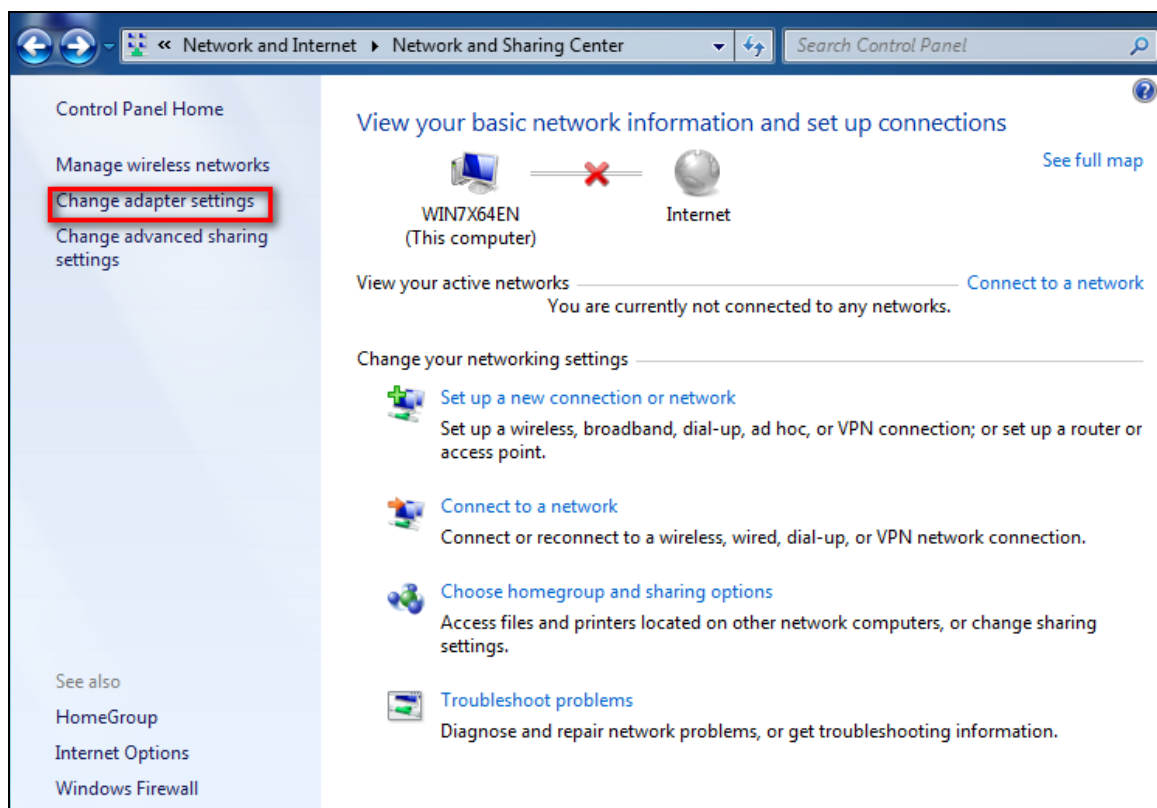 « Network and Internet ▸ Network and Sharing Center
Search Control Panel
Control Panel Home
Manage wireless networks
Change adapter settings
Change advanced sharing
settings
See also
HomeGroup
Internet Options
Windows Firewall
View your basic network information and set up connections
See full map
WIN7X64EN
(This computer)
Internet
View your active networks
Connect to a network
You are currently not connected to any networks.
Change your networking settings
Set up a new connection or network
Set up a wireless, broadband, dial-up, ad hoc, or VPN connection; or set up a router or
access point.
Connect to a network
Connect or reconnect to a wireless, wired, dial-up, or VPN network connection.
Choose homegroup and sharing options
Access files and printers located on other network computers, or change sharing
settings.
Troubleshoot problems
Diagnose and repair network problems, or get troubleshooting information.